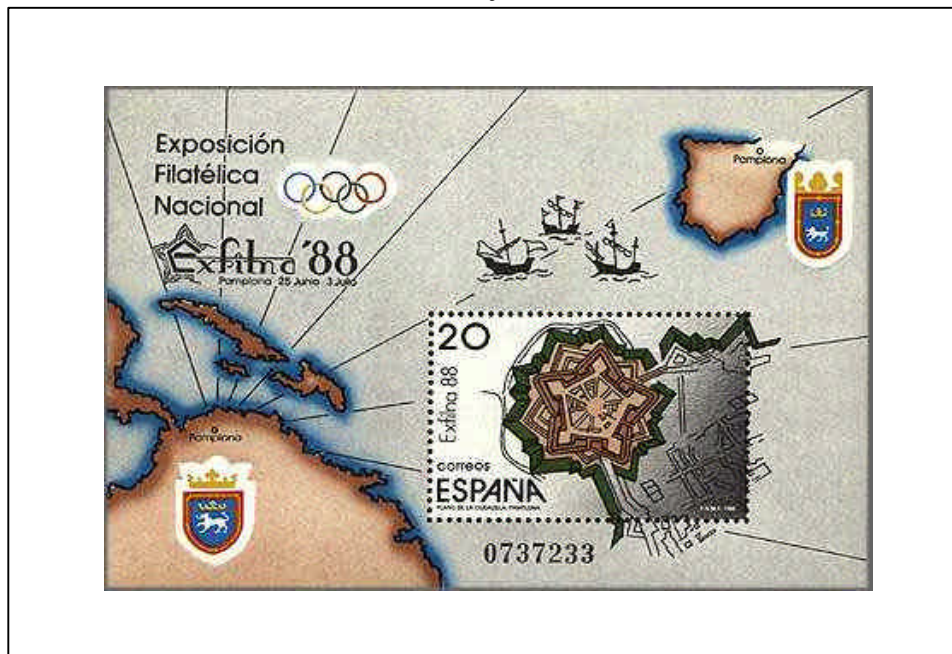 Exposición
Filatélica
Nacional
Exfilna '88
Pamplona 25 Junio 3 Julio
Pamplona
20
Exfilna 88
correos
ESPAÑA
PLANO DE LA CIUDADELA. PAMPLONA
Pamplona
0737233